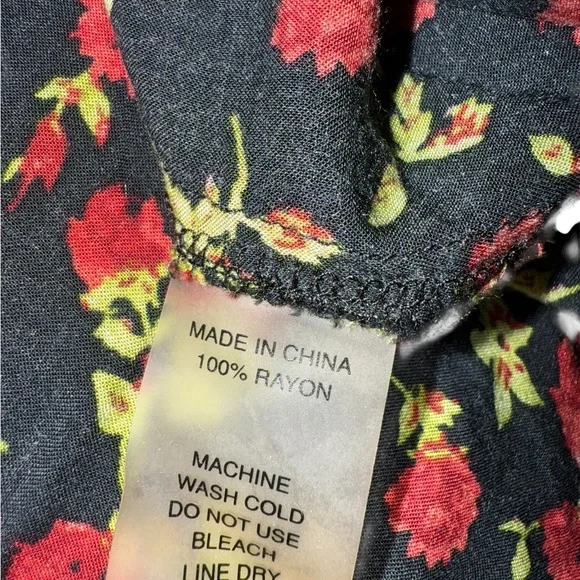 MADE IN CHINA
100% RAYON
MACHINE
WASH COLD
DO NOT USE
BLEACH
LINE DRY